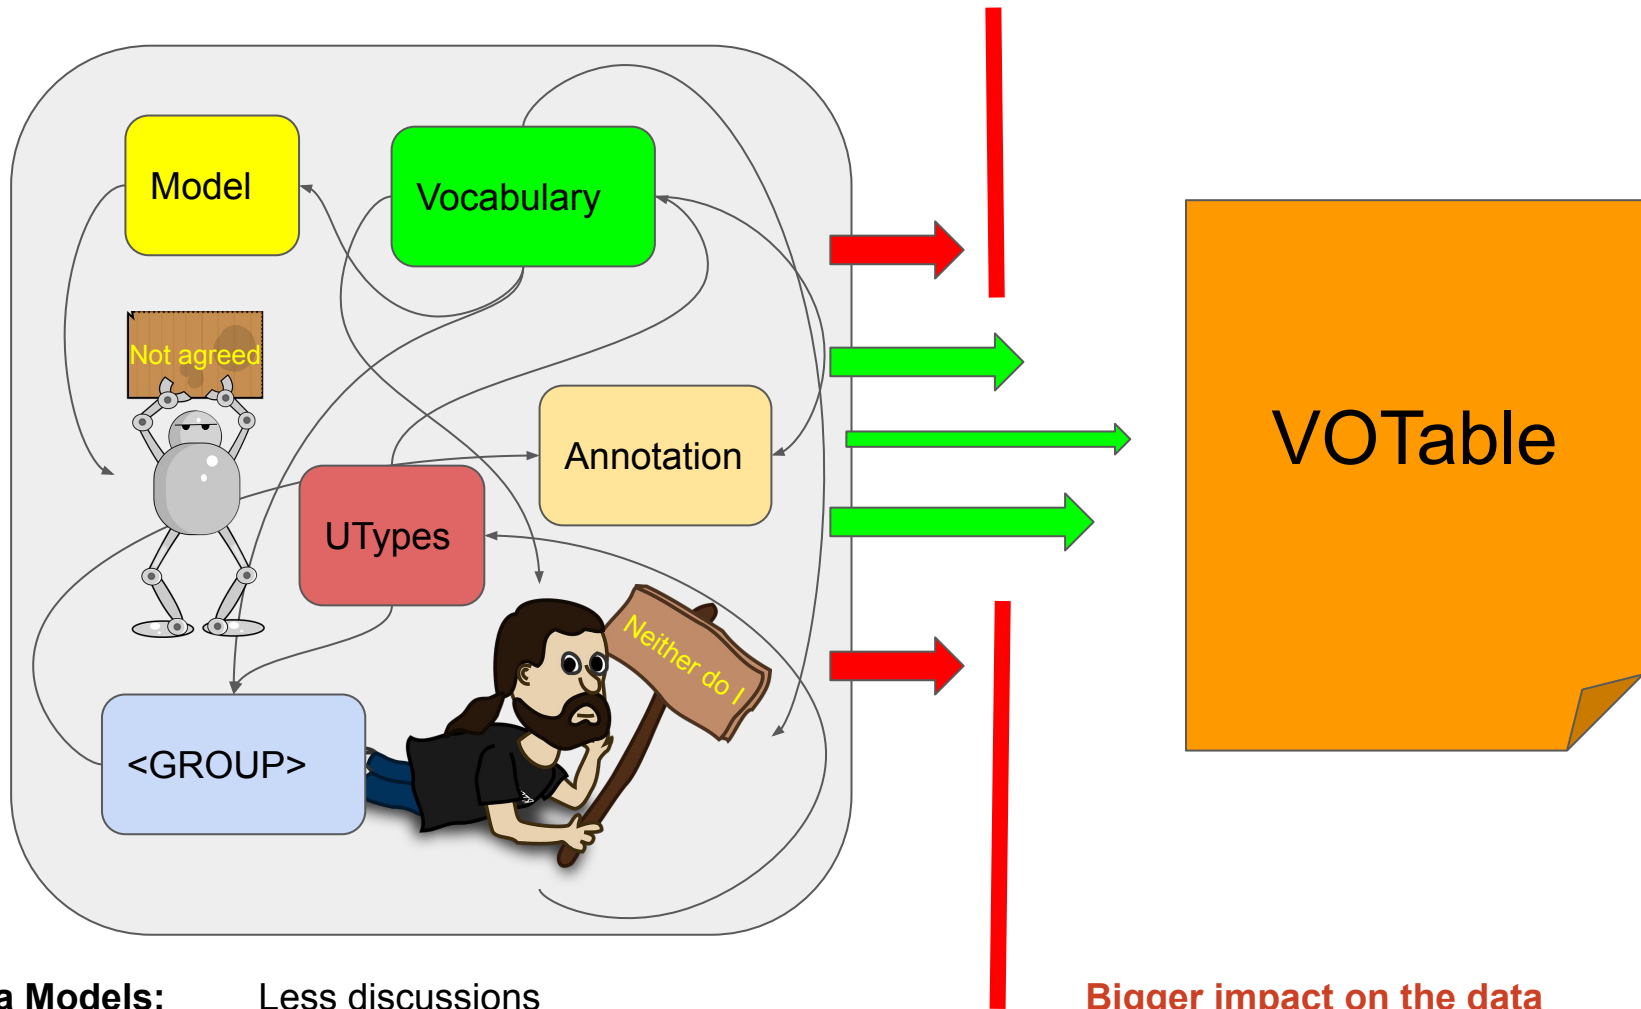 Model
Vocabulary
Not agreed
Annotation
UTypes
VOTable
Neither do I
<GROUP>
a Models:
Less discussions
Bigger impact on the data